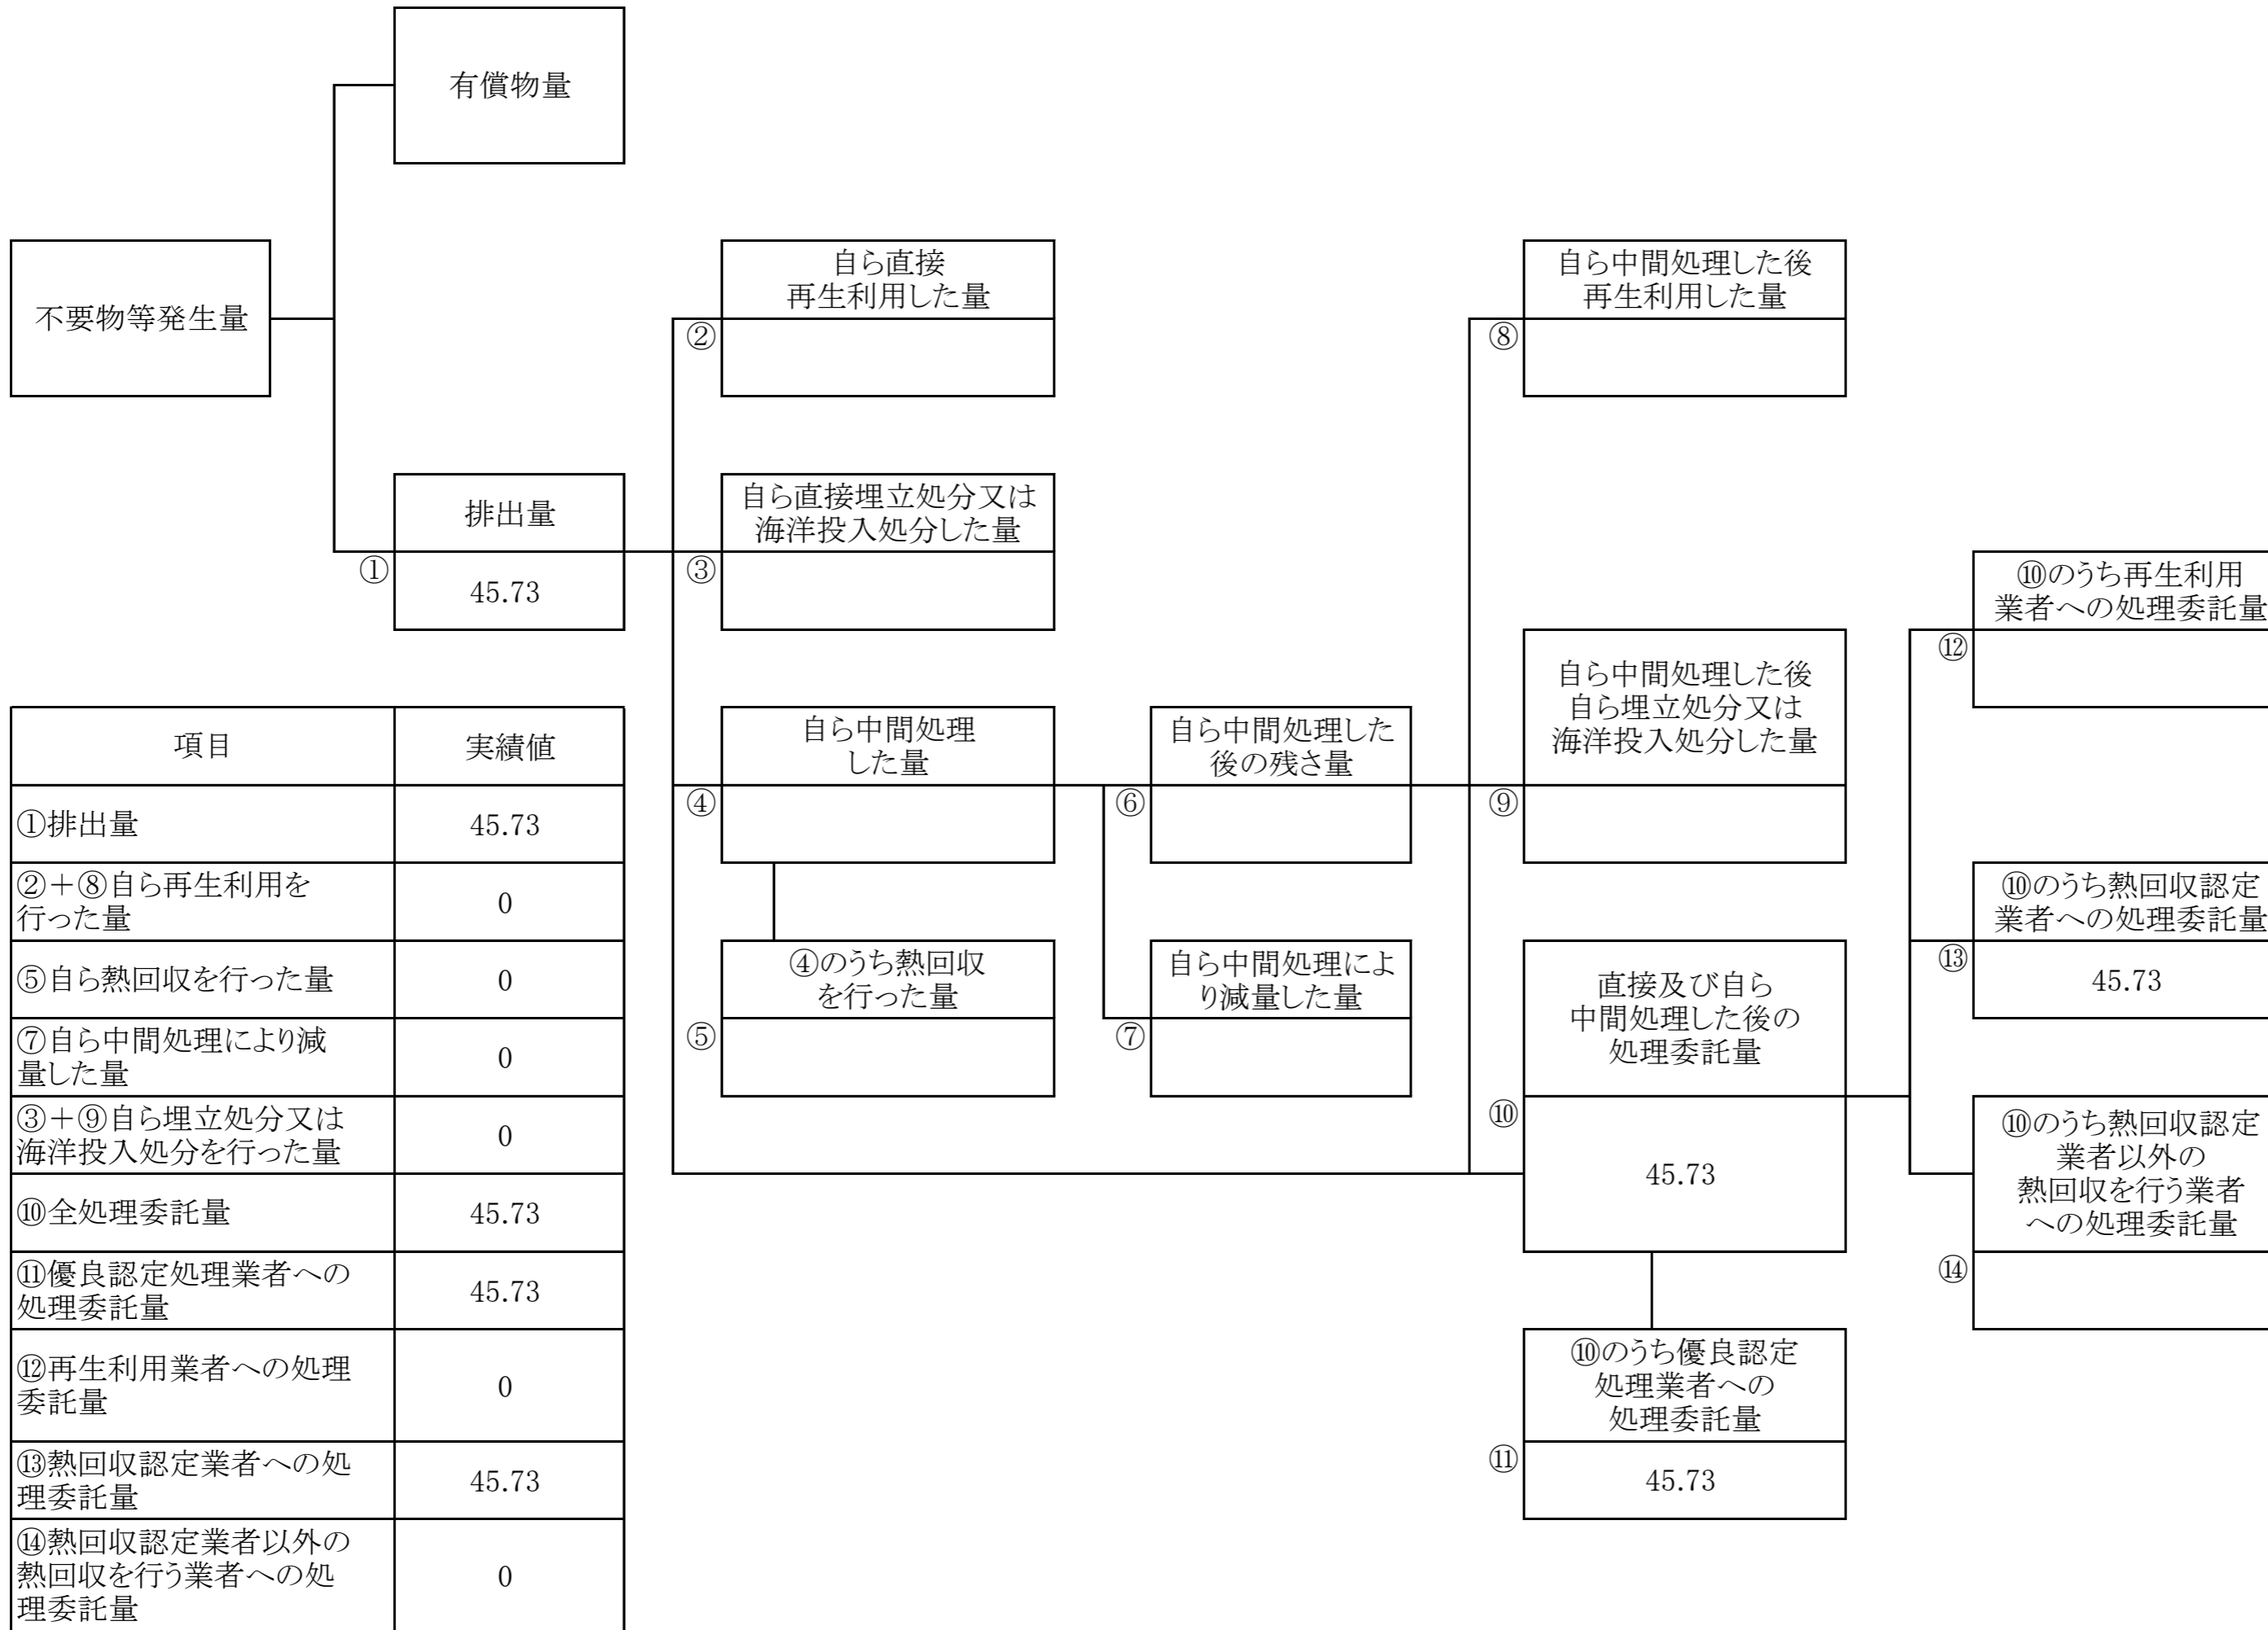 有償物量
不要物等発生量
自ら直接
再生利用した量
②
自ら中間処理した後
再生利用した量
⑧
排出量
①
45.73
自ら直接埋立処分又は
海洋投入処分した量
③
⑩のうち再生利用
業者への処理委託量
⑫
自ら中間処理した後
自ら埋立処分又は
海洋投入処分した量
⑨
自ら中間処理
した量
④
自ら中間処理した
後の残さ量
⑥
⑩のうち熱回収認定
業者への処理委託量
⑬
45.73
④のうち熱回収
を行った量
⑤
自ら中間処理によ
り減量した量
⑦
直接及び自ら
中間処理した後の
処理委託量
⑩
45.73
⑩のうち熱回収認定
業者以外の
熱回収を行う業者
への処理委託量
⑭
⑩のうち優良認定
処理業者への
処理委託量
⑪
45.73
項目
実績値
①排出量
45.73
②+⑧自ら再生利用を
行った量
0
⑤自ら熱回収を行った量
0
⑦自ら中間処理により減
量した量
0
③+⑨自ら埋立処分又は
海洋投入処分を行った量
0
⑩全処理委託量
45.73
⑪優良認定処理業者への
処理委託量
45.73
⑫再生利用業者への処理
委託量
0
⑬熱回収認定業者への処
理委託量
45.73
⑭熱回収認定業者以外の
熱回収を行う業者への処
理委託量
0